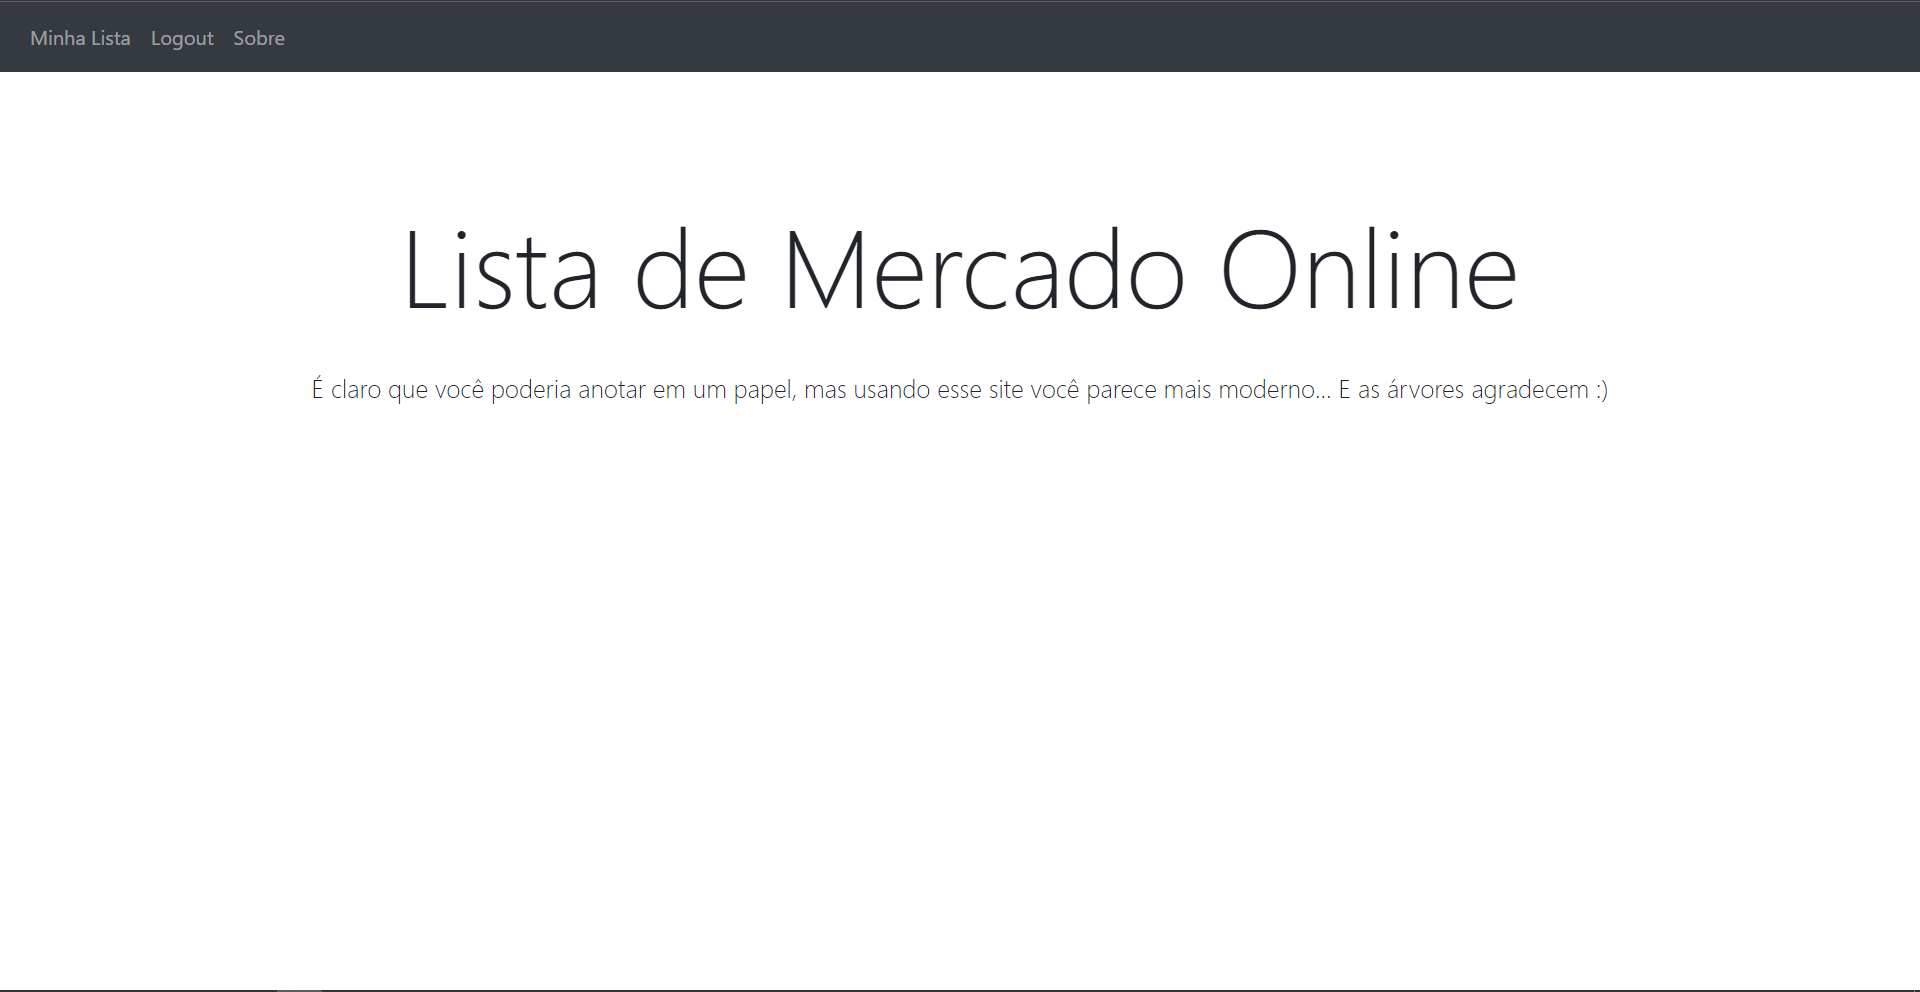 Minha Lista Logout Sobre
Lista de Mercado Online
É claro que você poderia anotar em um papel, mas usando esse site você parece mais moderno... E as árvores agradecem :)